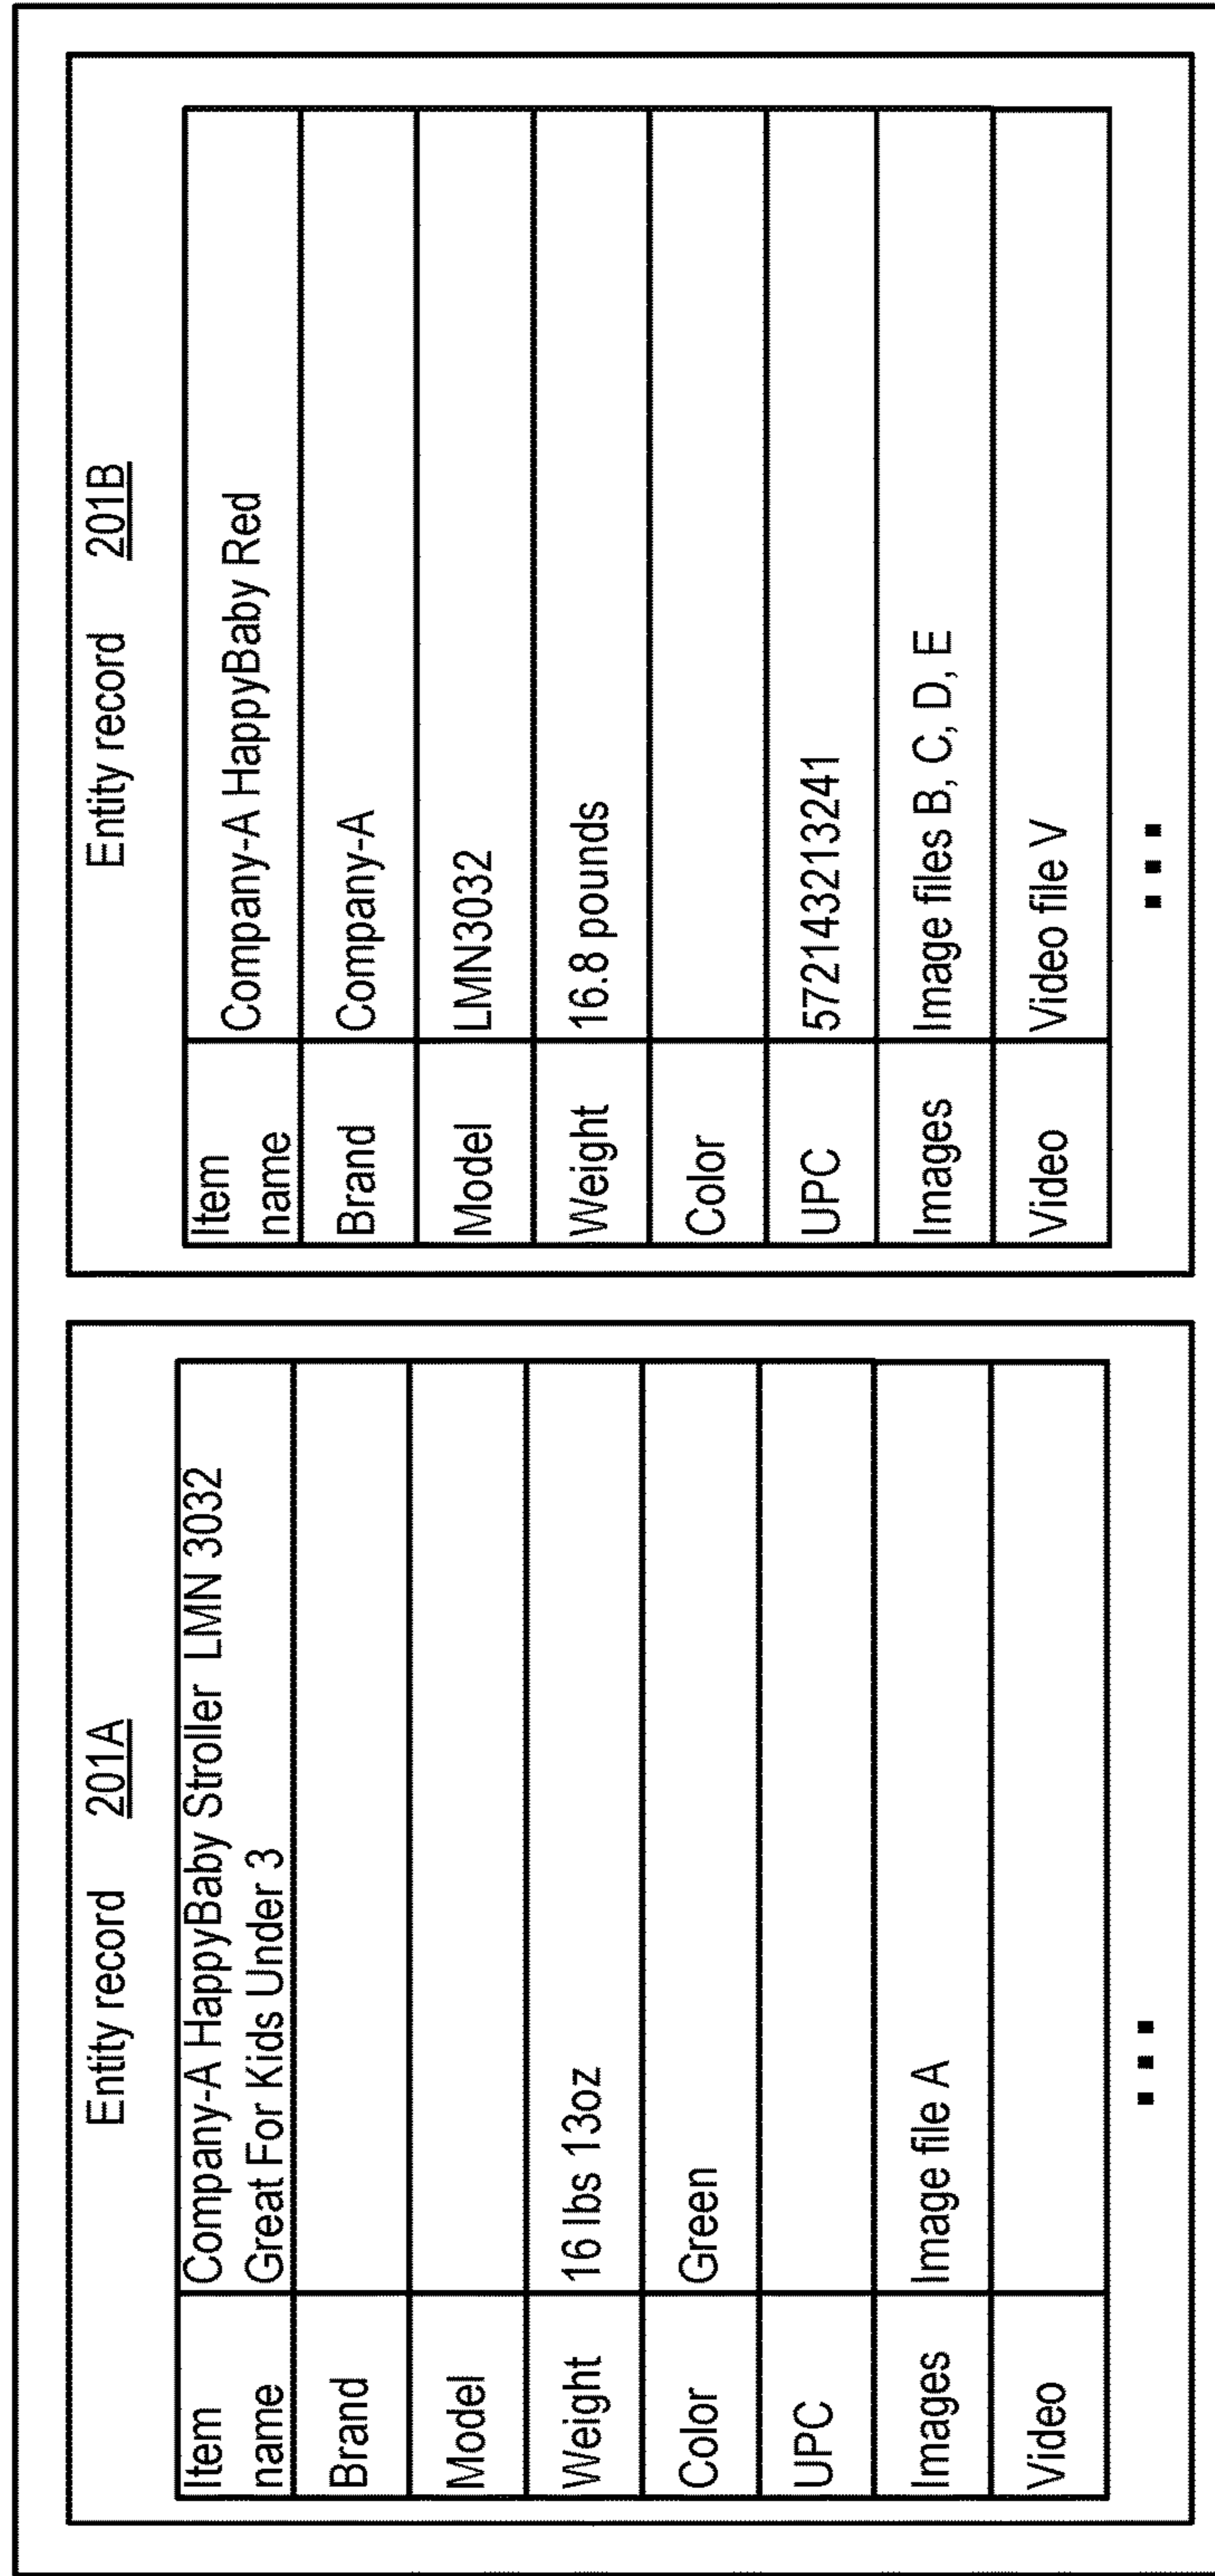 Entity record 201A
Item name
Company-A HappyBaby Stroller LMN 3032
Great For Kids Under 3
Brand
Model
Weight
16 lbs 13oz
Color
Green
UPC
Images
Image file A
Video
...
Entity record 201B
Item name
Company-A HappyBaby Red
Brand
Company-A
Model
LMN3032
Weight
16.8 pounds
Color
UPC
572143213241
Images
Image files B, C, D, E
Video
Video file V
...